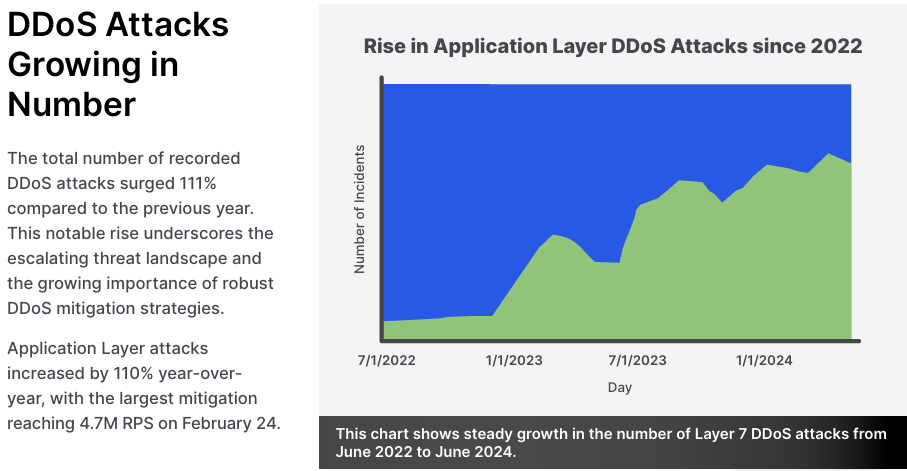 DDoS Attacks
Growing in
Number
The total number of recorded
DDoS attacks surged 111%
compared to the previous year.
This notable rise underscores the
escalating threat landscape and
the growing importance of robust
DDoS mitigation strategies.
Application Layer attacks
increased by 110% year-over-
year, with the largest mitigation
reaching 4.7M RPS on February 24.
Rise in Application Layer DDoS Attacks since 2022
Number of Incidents
7/1/2022 1/1/2023 7/1/2023 1/1/2024
Day
This chart shows steady growth in the number of Layer 7 DDoS attacks from
June 2022 to June 2024.